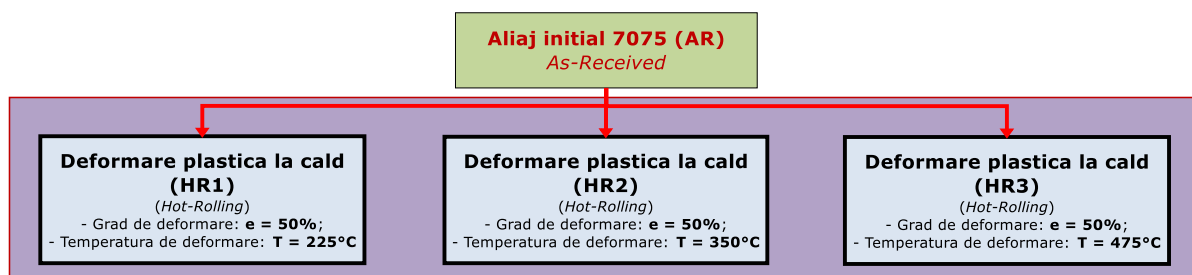 Aliaj initial 7075 (AR)
As-Received
Deformare plastica la cald
(HR1)
(Hot-Rolling)
- Grad de deformare: e = 50%;
- Temperatura de deformare: T = 225°C
Deformare plastica la cald
(HR2)
(Hot-Rolling)
- Grad de deformare: e = 50%;
- Temperatura de deformare: T = 350°C
Deformare plastica la cald
(HR3)
(Hot-Rolling)
- Grad de deformare: e = 50%;
- Temperatura de deformare: T = 475°C